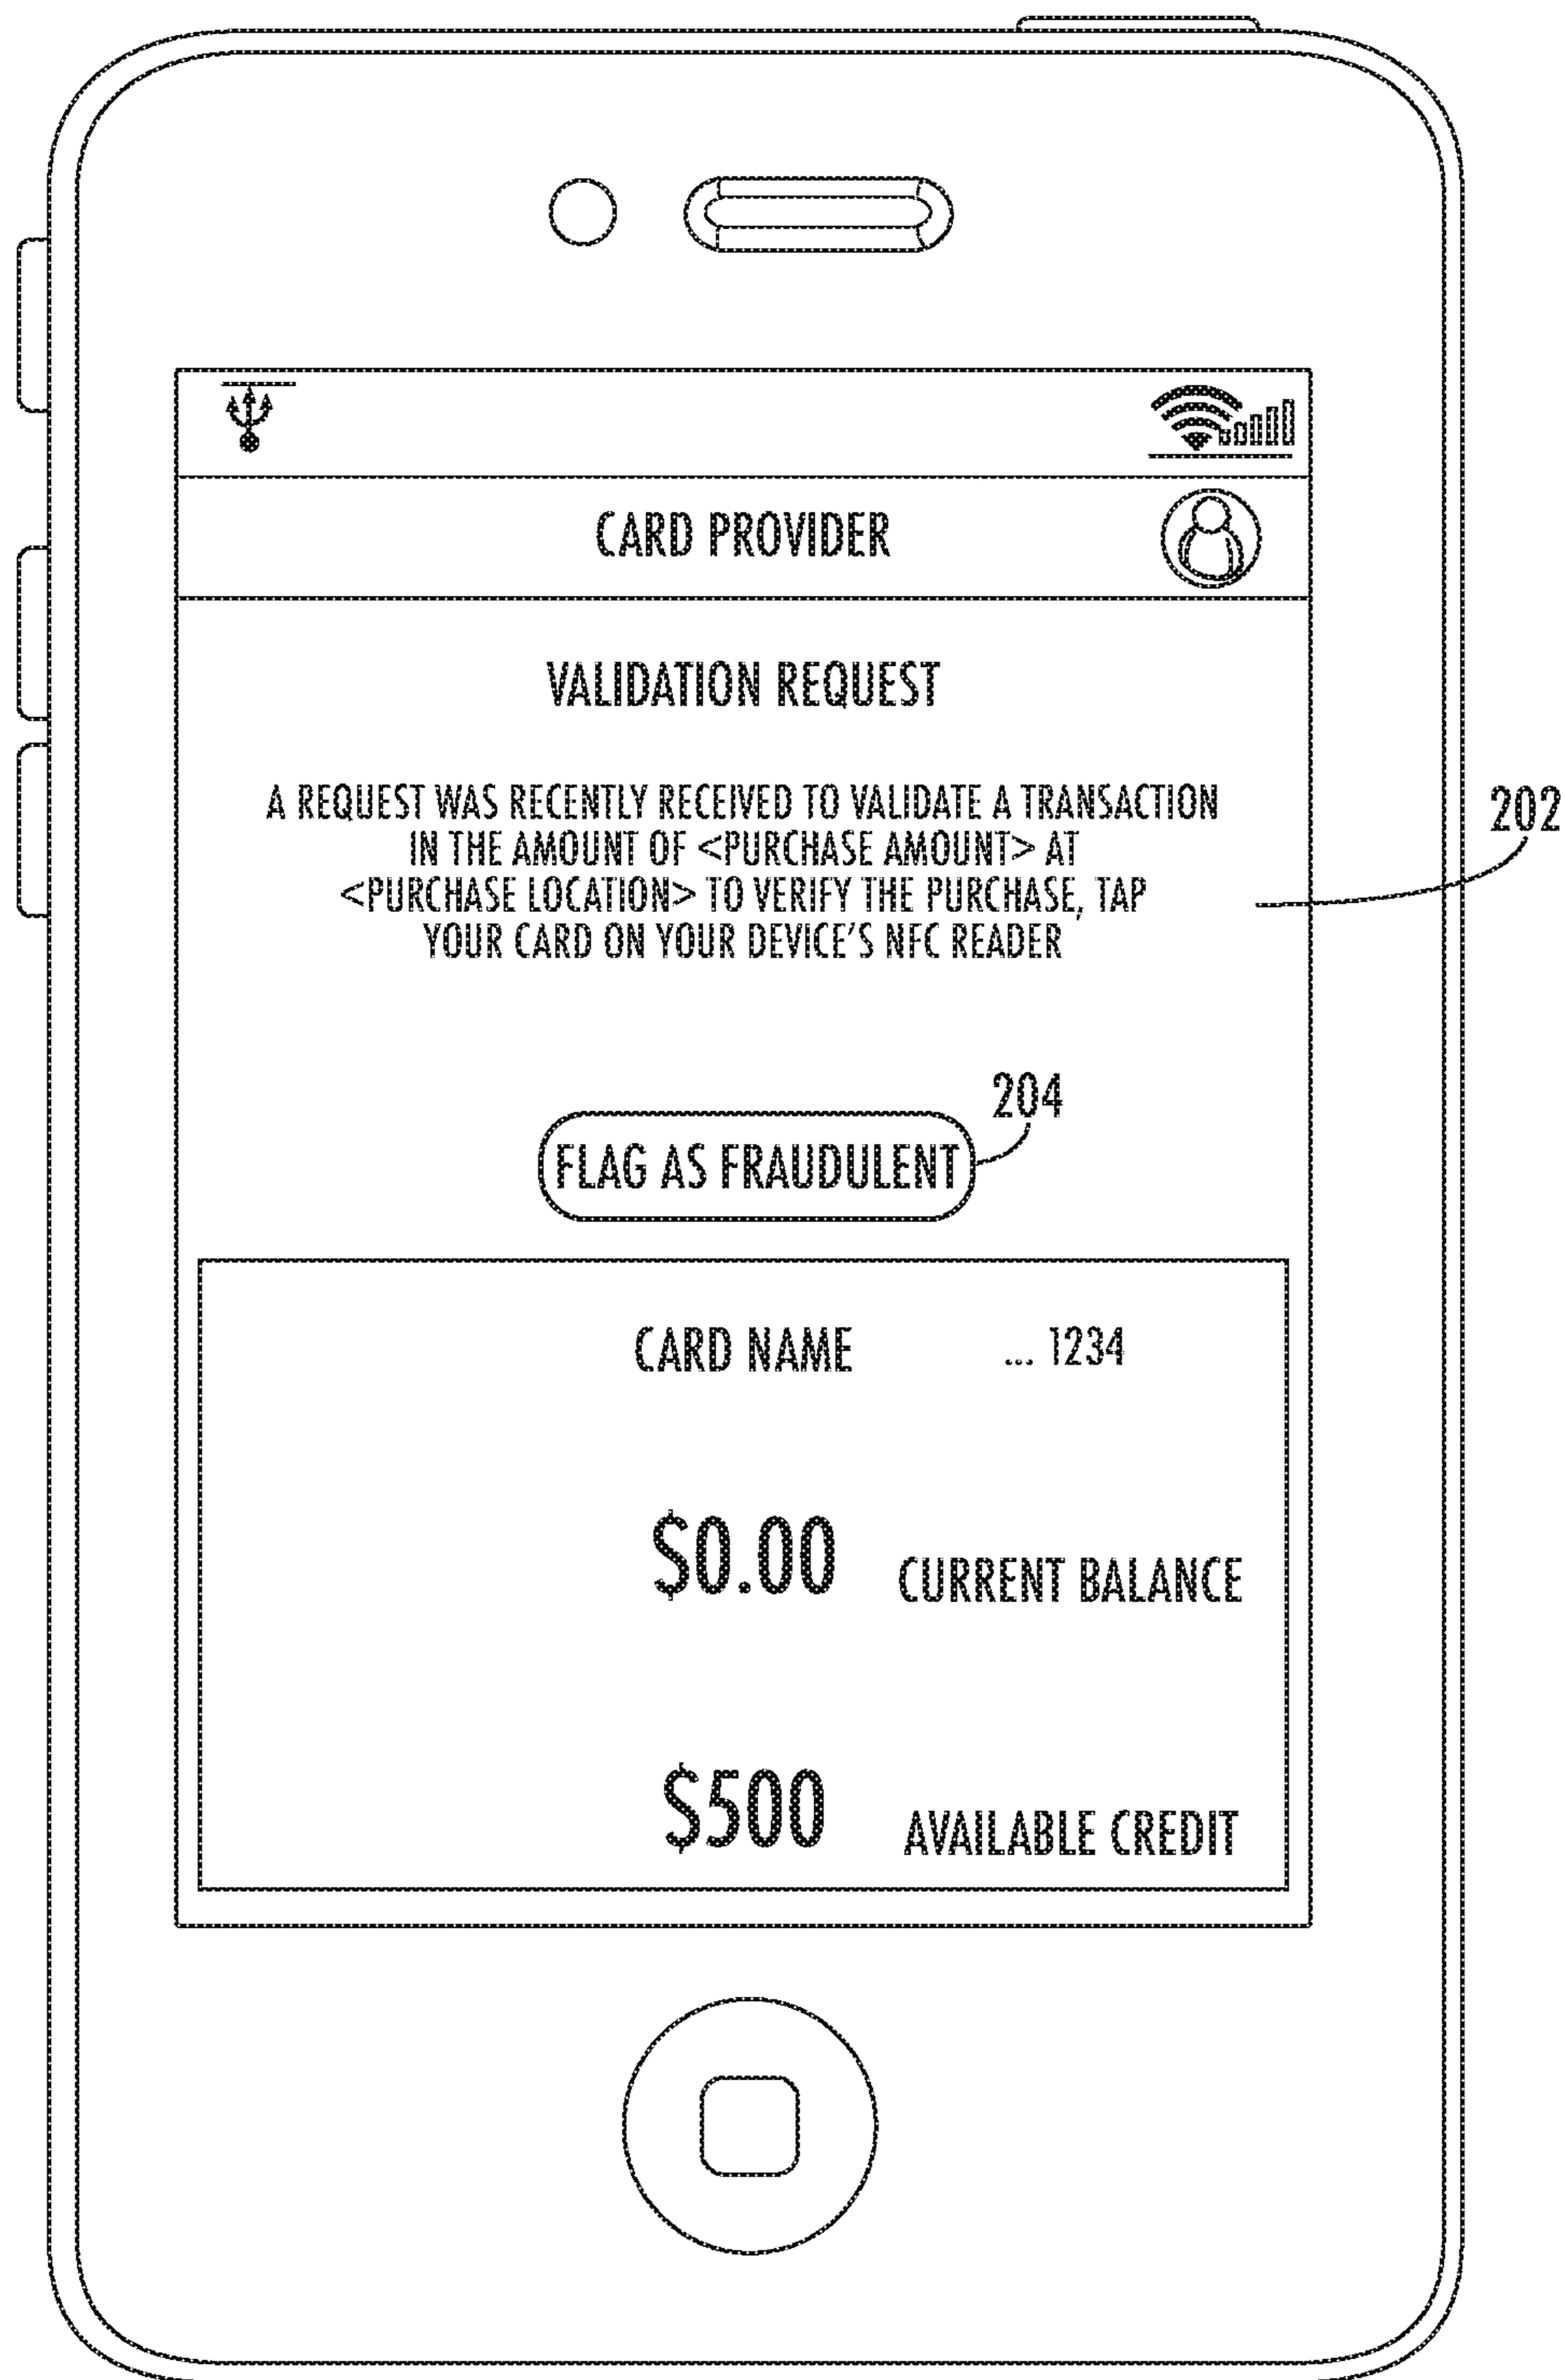 CARD PROVIDER
VALIDATION REQUEST
A REQUEST WAS RECENTLY RECEIVED TO VALIDATE A TRANSACTION
IN THE AMOUNT OF <PURCHASE AMOUNT> AT
<PURCHASE LOCATION> TO VERIFY THE PURCHASE, TAP
YOUR CARD ON YOUR DEVICE'S NFC READER
202
204
FLAG AS FRAUDULENT
CARD NAME ... 1234
$0.00 CURRENT BALANCE
$500 AVAILABLE CREDIT